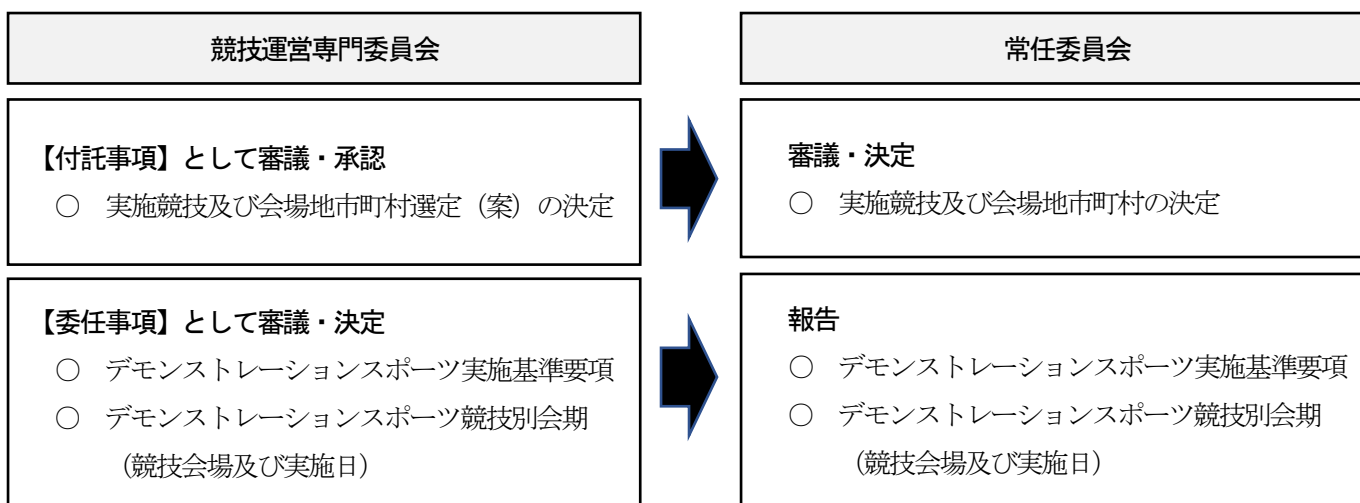 競技運営専門委員会
【付託事項】として審議・承認
○　実施競技及び会場地市町村選定（案）の決定
【委任事項】として審議・決定
○　デモンストレーションスポーツ実施基準要項
○　デモンストレーションスポーツ競技別会期
（競技会場及び実施日）
常任委員会
審議・決定
○　実施競技及び会場地市町村の決定
報告
○　デモンストレーションスポーツ実施基準要項
○　デモンストレーションスポーツ競技別会期
（競技会場及び実施日）